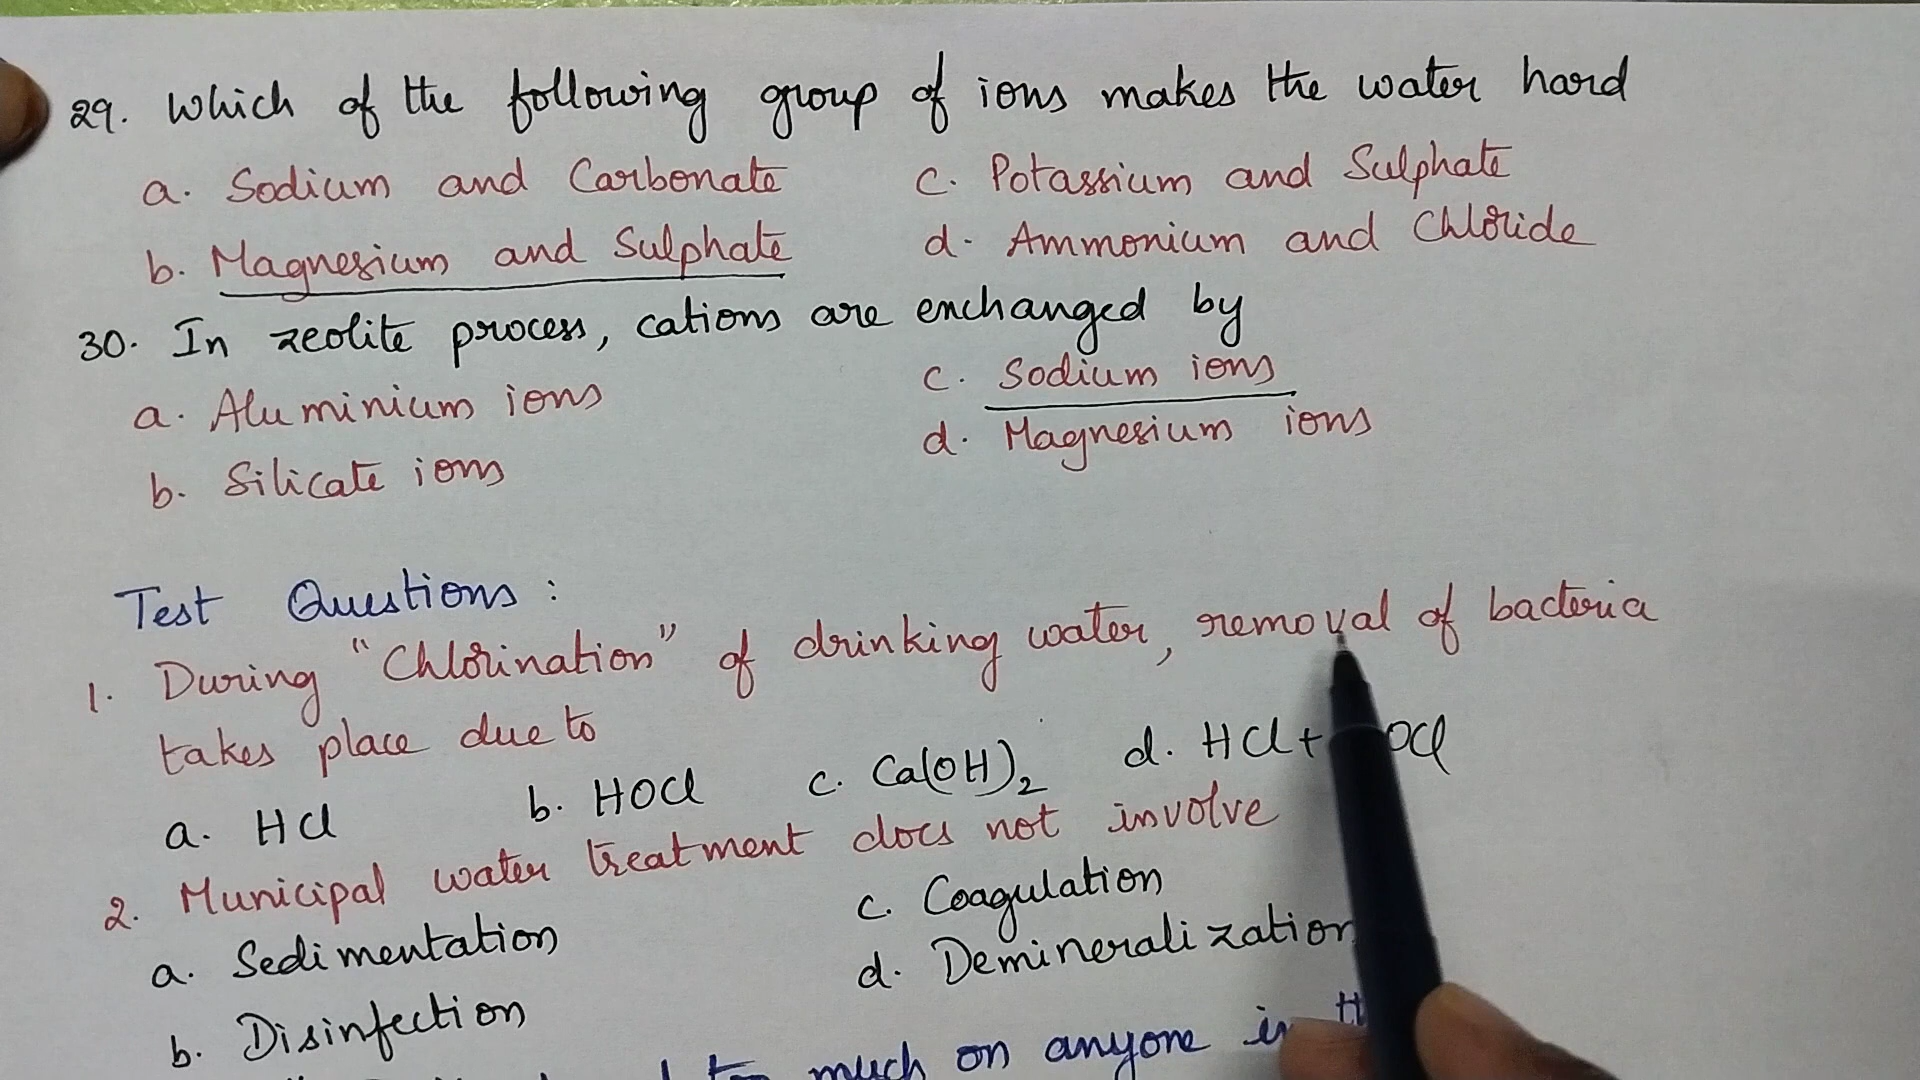 29. Which of the following group of ions makes the water hard
a. Sodium and Carbonate c. Potassium and Sulphate
b. Magnesium and Sulphate d. Ammonium and Chloride
30. In zeolite process, cations are enchanged by
a. Aluminium ions c. Sodium ions
b. Silicate ions d. Magnesium ions
Test Questions :
1. During "Chlorination" of drinking water, removal of bacteria
takes place due to
a. HCl b. HOCl c. Ca(OH)2 d. HCl + OCl
2. Municipal water treatment does not involve
a. Sedimentation c. Coagulation
b. Disinfection d. Demineralization
much on anyone in